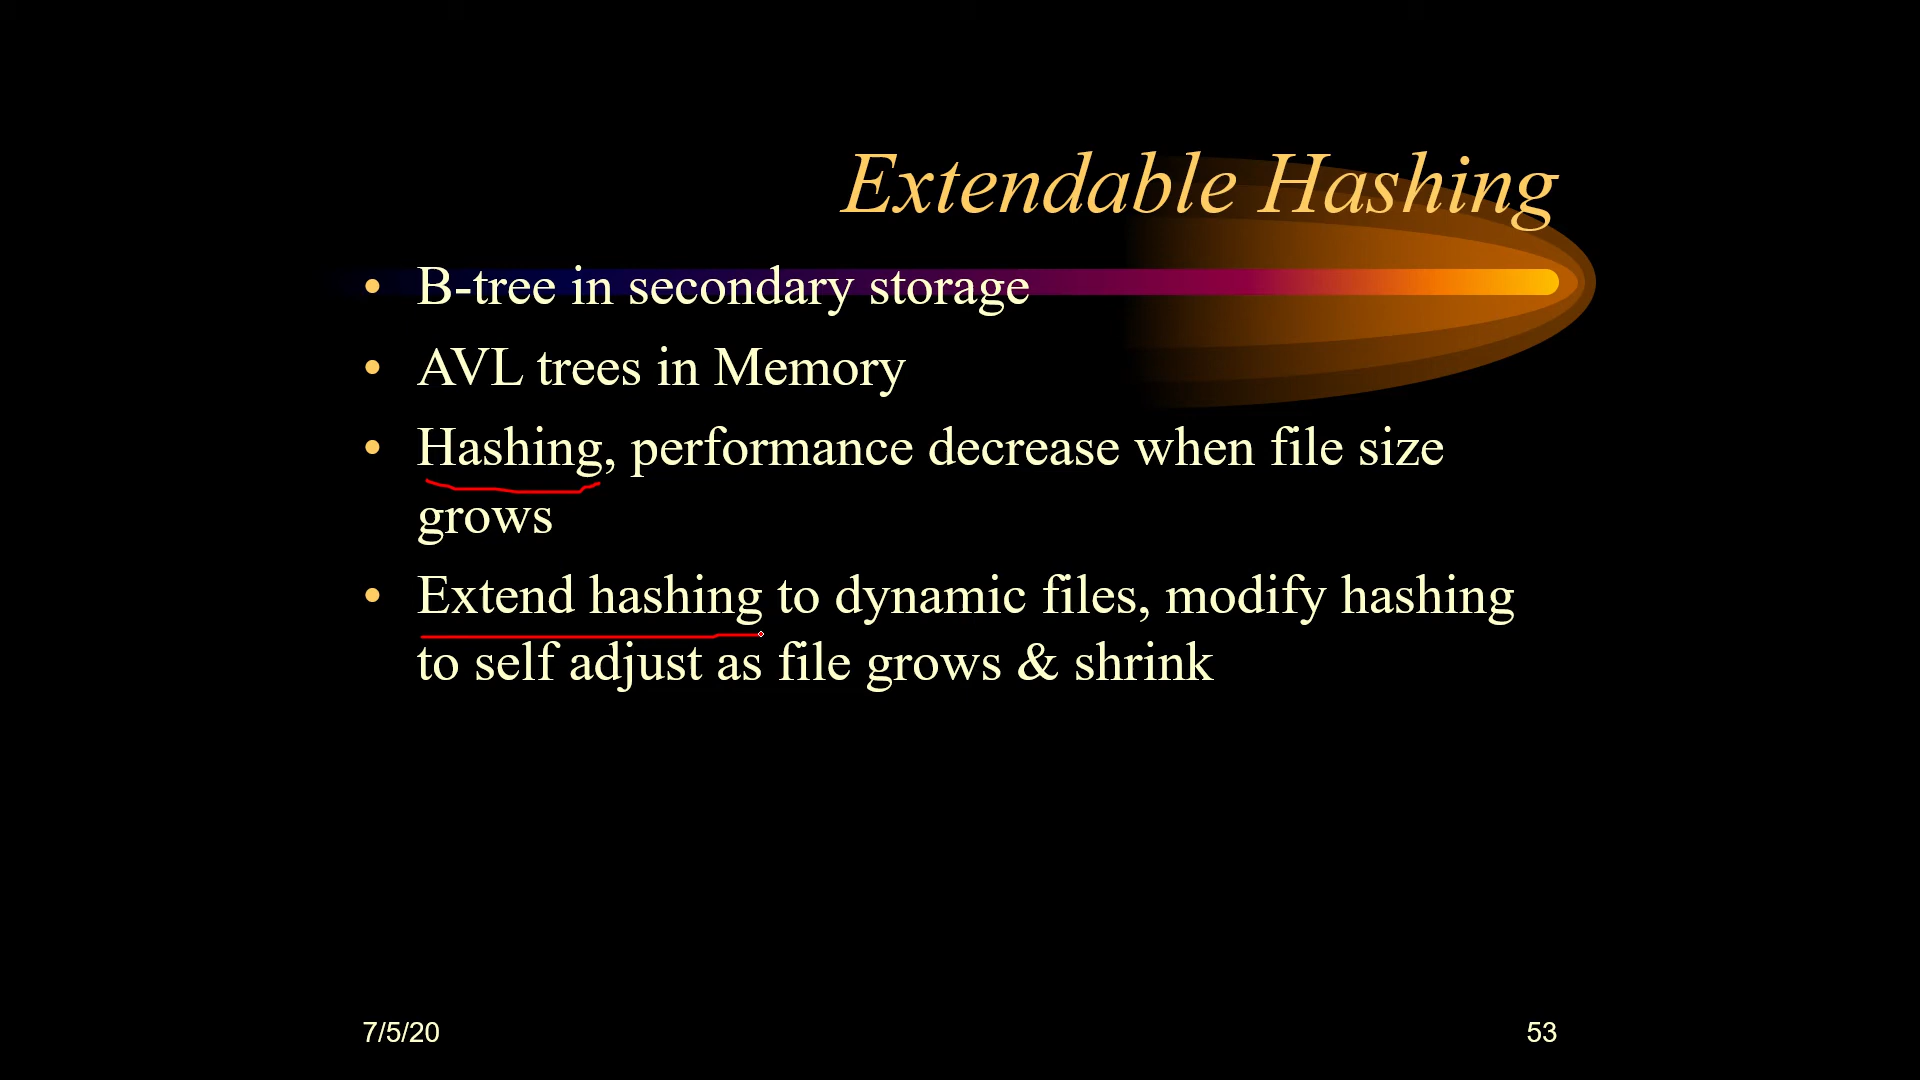 Extendable Hashing
• B-tree in secondary storage
• AVL trees in Memory
• Hashing, performance decrease when file size
grows
• Extend hashing to dynamic files, modify hashing
to self adjust as file grows & shrink
7/5/20
53